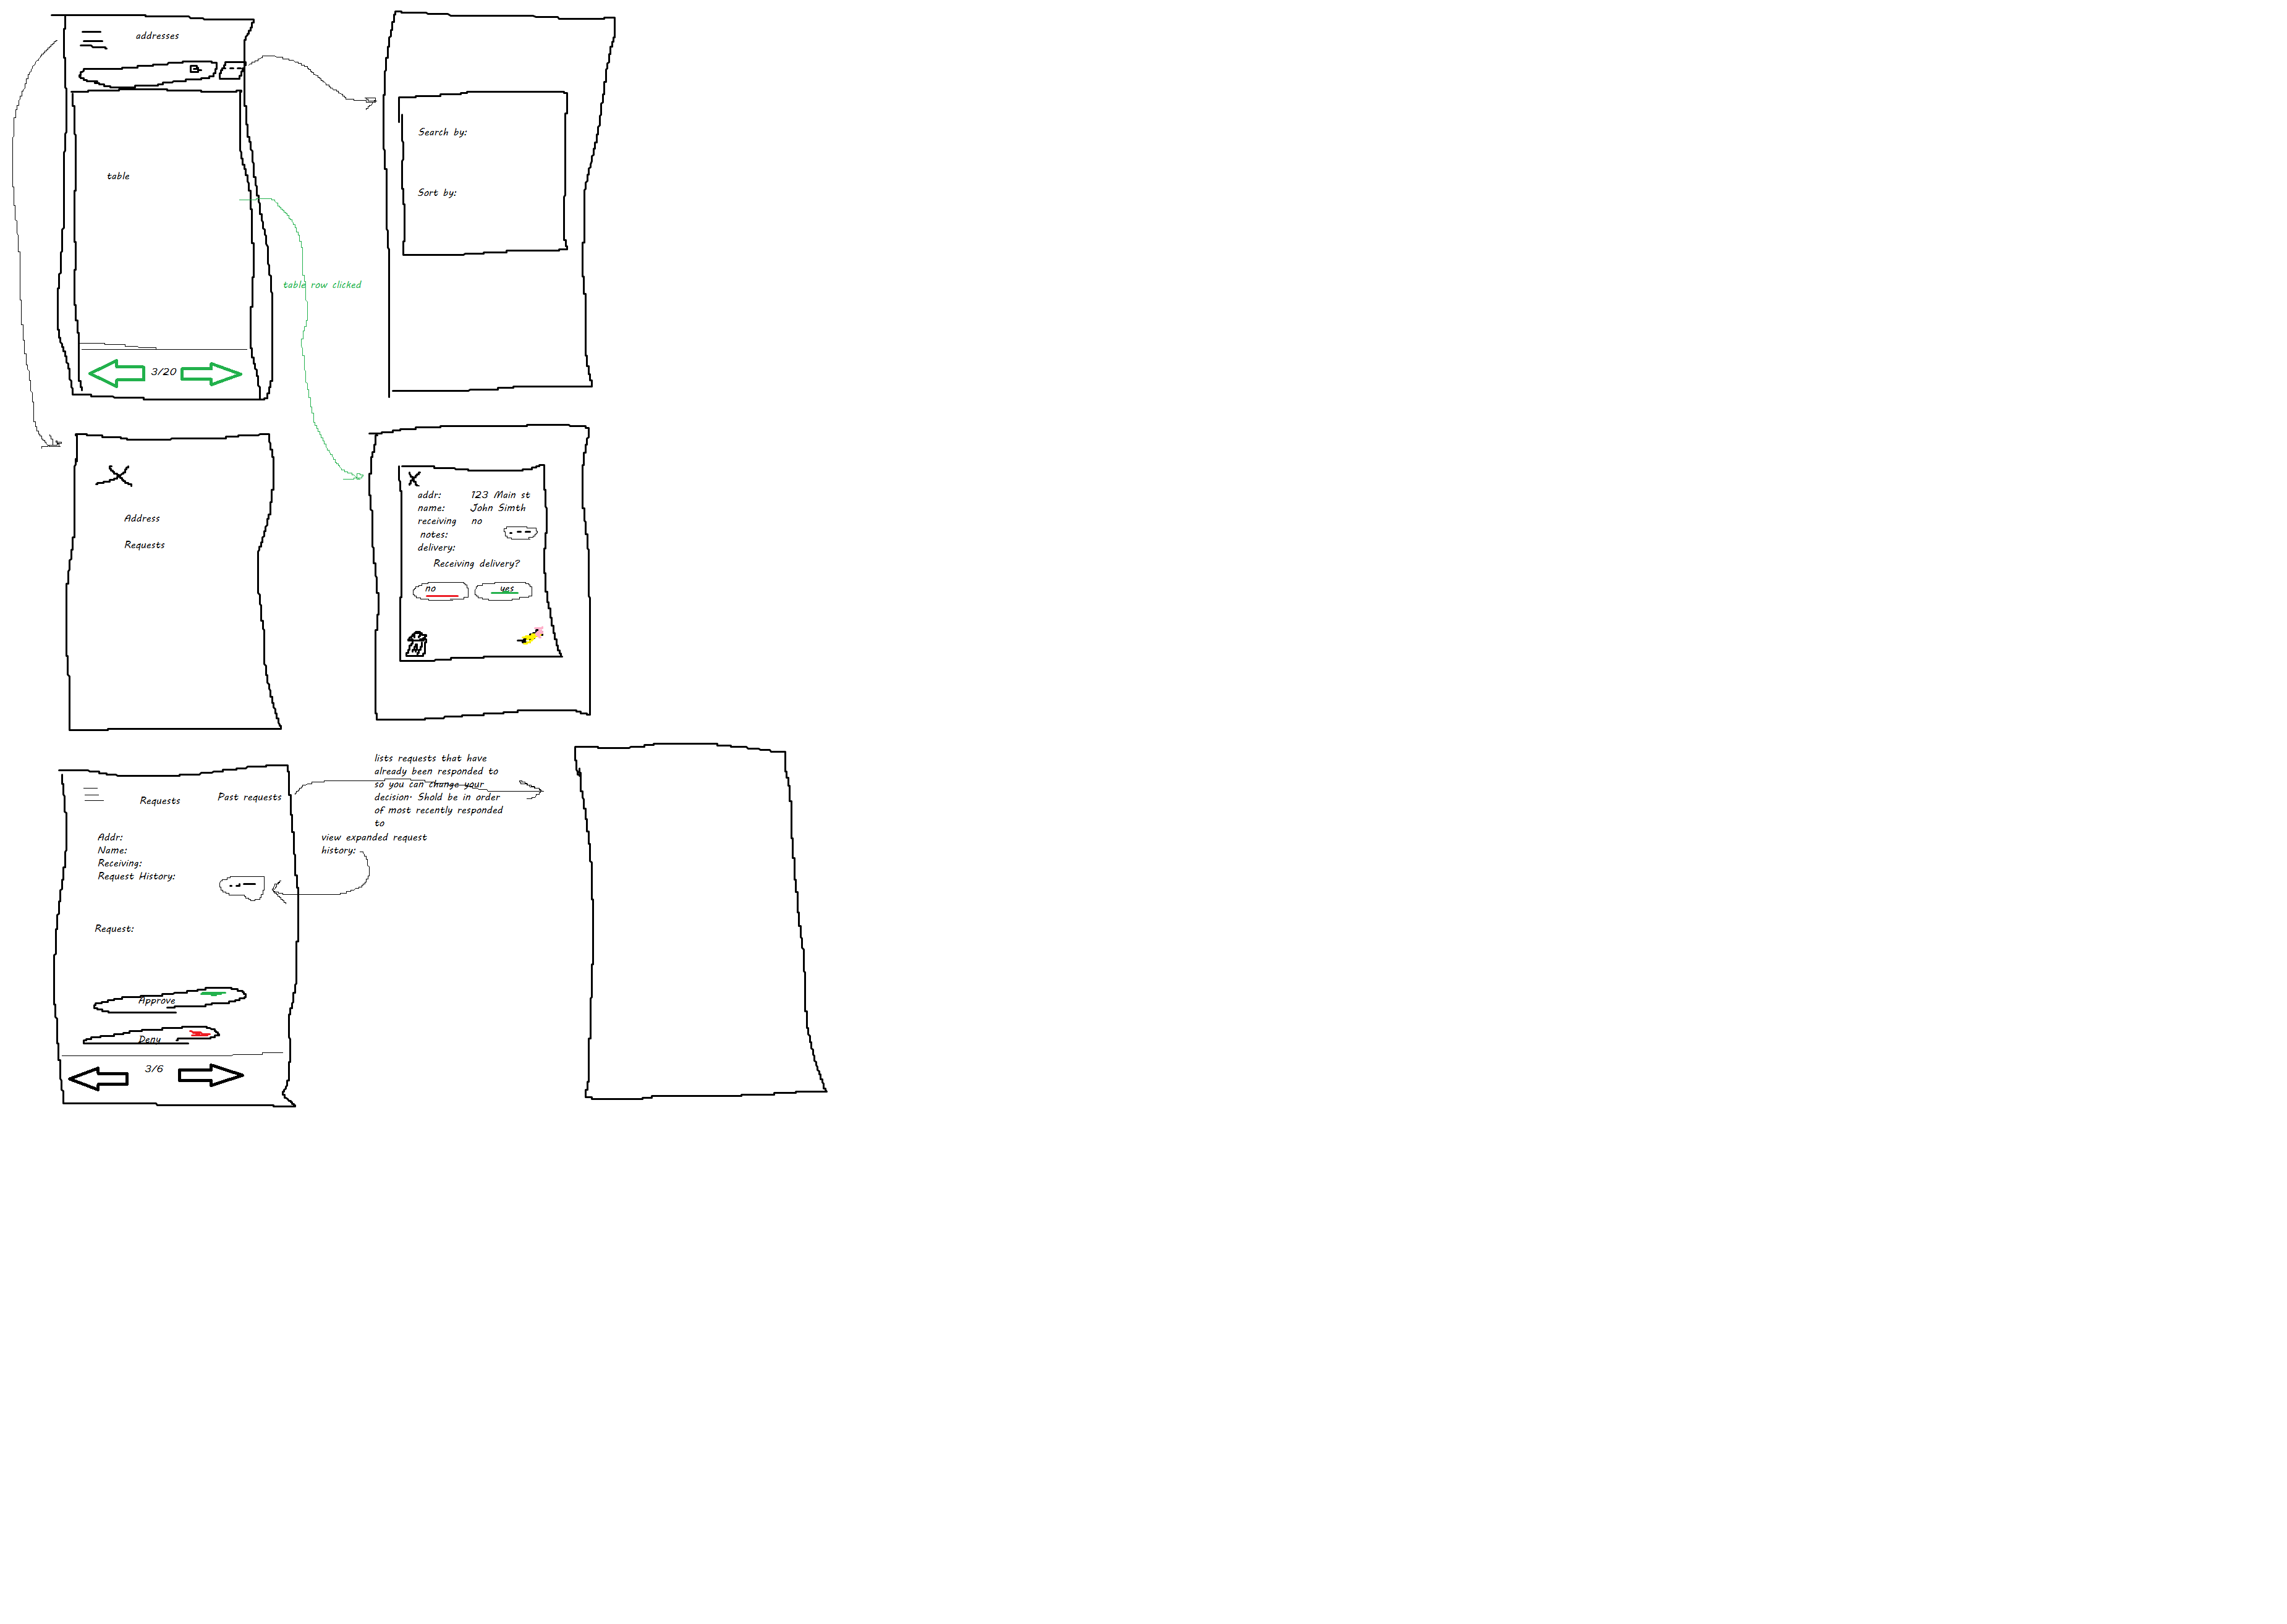 addresses
table
3/20
Search by:
Sort by:
table row clicked
Address
Requests
X
addr: 123 Main st
name: John Simth
receiving no
notes:
delivery:
Receiving delivery?
no yes
Requests Past requests
Addr:
Name:
Receiving:
Request History:
Request:
Approve
Deny
3/6
lists requests that have
already been responded to
so you can change your
decision. Shold be in order
of most recently responded
to
view expanded request
history: